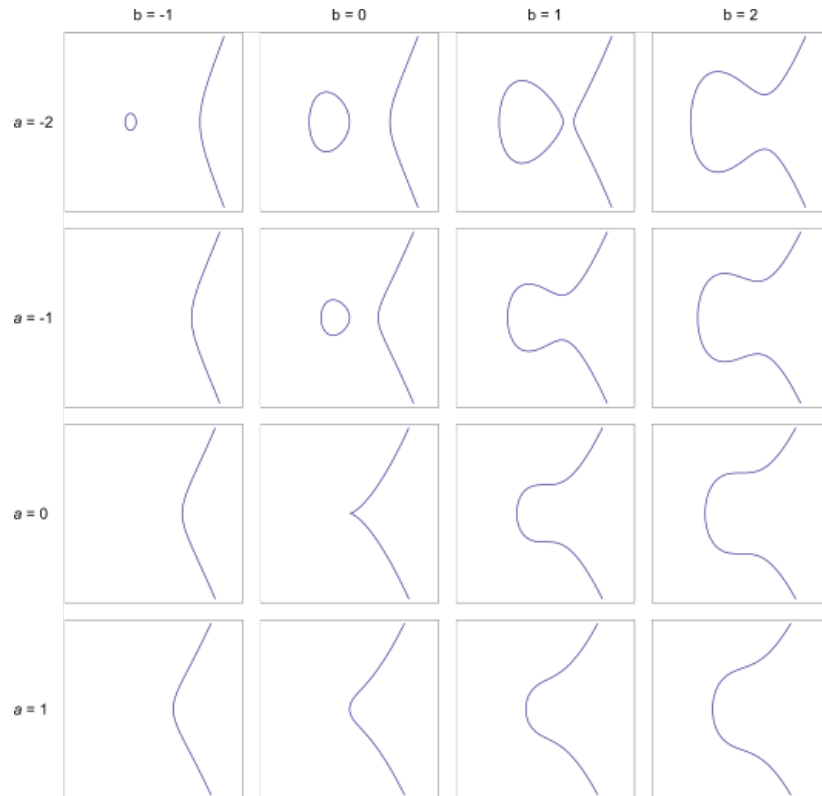 b = -1 b = 0 b = 1 b = 2
a = -2
a = -1
a = 0
a = 1